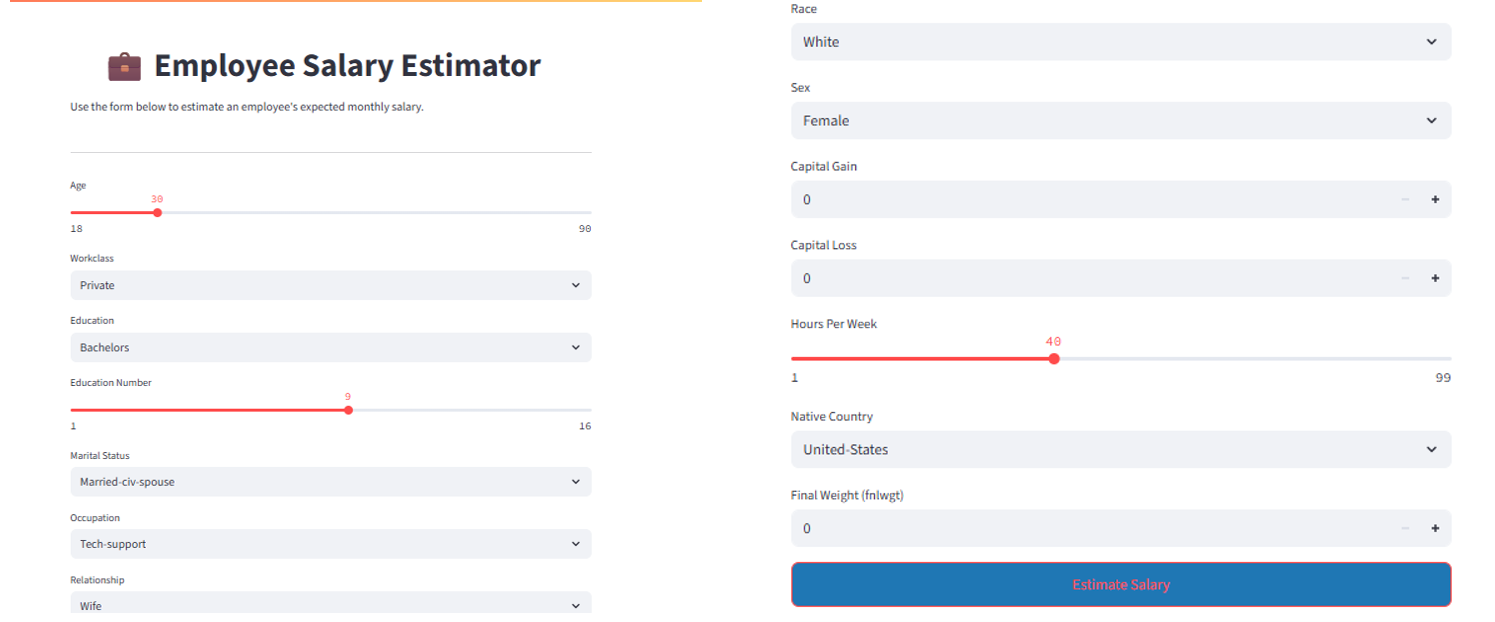 Employee Salary Estimator
Use the form below to estimate an employee's expected monthly salary.
Age
30
18 90
Workclass
Private
Education
Bachelors
Education Number
9
1 16
Marital Status
Married-civ-spouse
Occupation
Tech-support
Relationship
Wife
Race
White
Sex
Female
Capital Gain
0
Capital Loss
0
Hours Per Week
40
1 99
Native Country
United-States
Final Weight (fnlwgt)
0
Estimate Salary